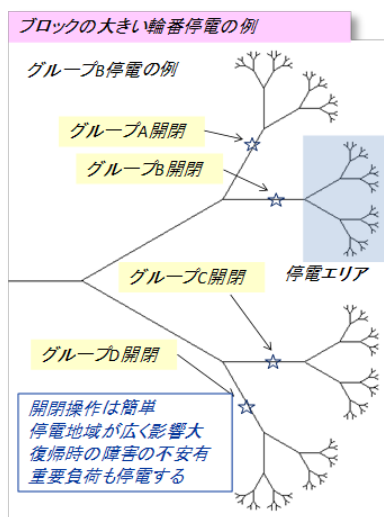 ブロックの大きい輪番停電の例
グループB停電の例
グループA開閉
グループB開閉
停電エリア
グループC開閉
グループD開閉
開閉操作は簡単
停電地域が広く影響大
復帰時の障害の不安有
重要負荷も停電する